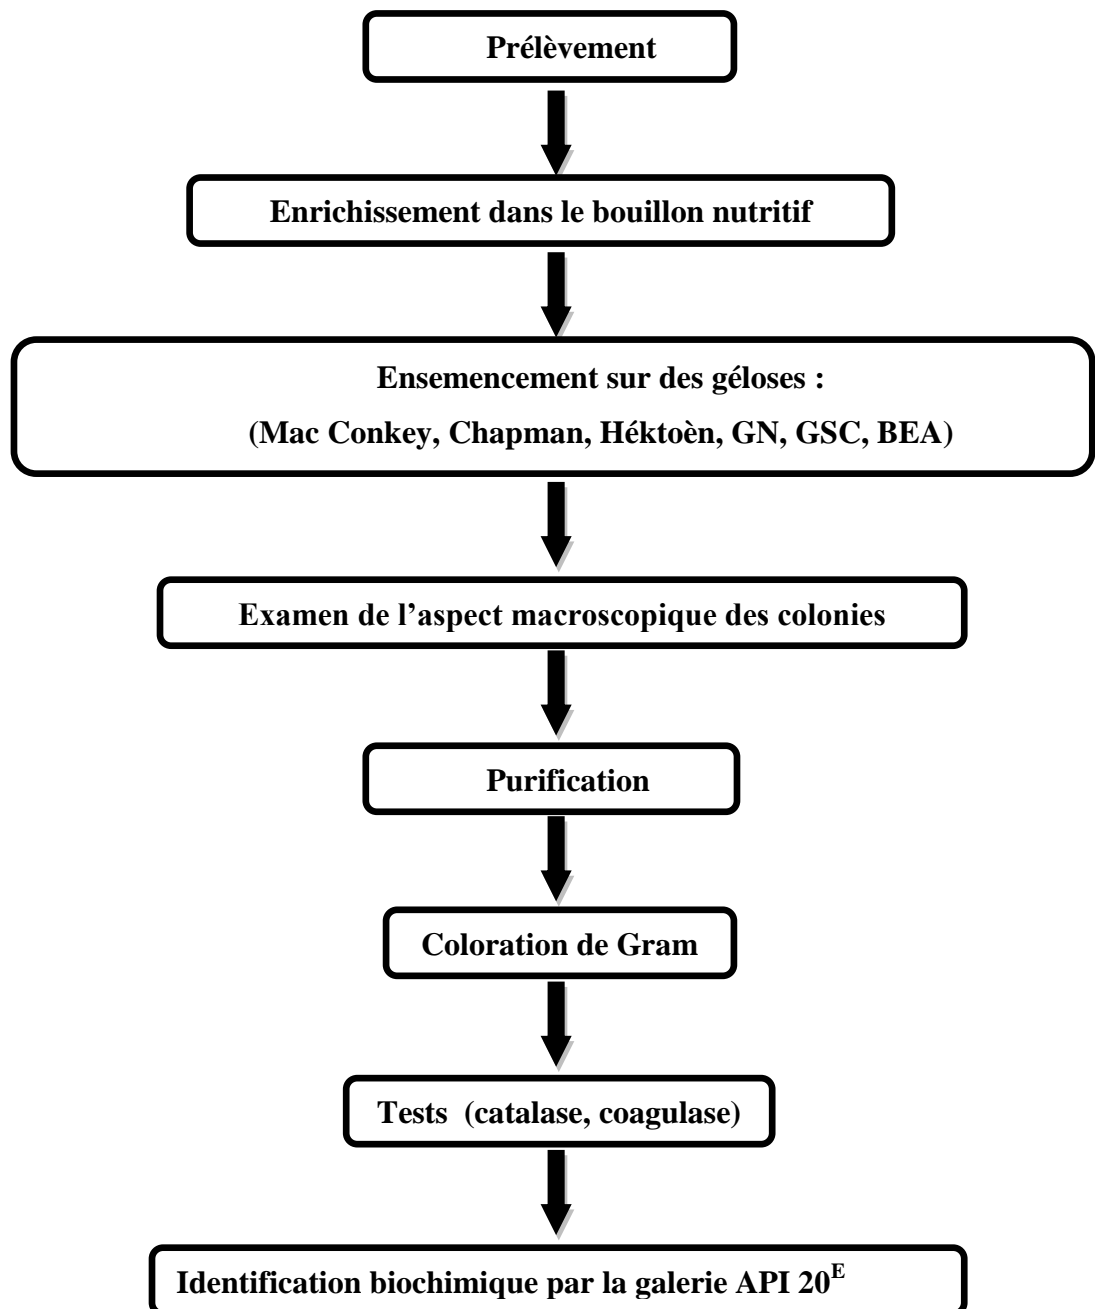 Prélèvement
Enrichissement dans le bouillon nutritif
Ensemencement sur des géloses :
(Mac Conkey, Chapman, Héktoèn, GN, GSC, BEA)
Examen de l’aspect macroscopique des colonies
Purification
Coloration de Gram
Tests (catalase, coagulase)
Identification biochimique par la galerie API 20E